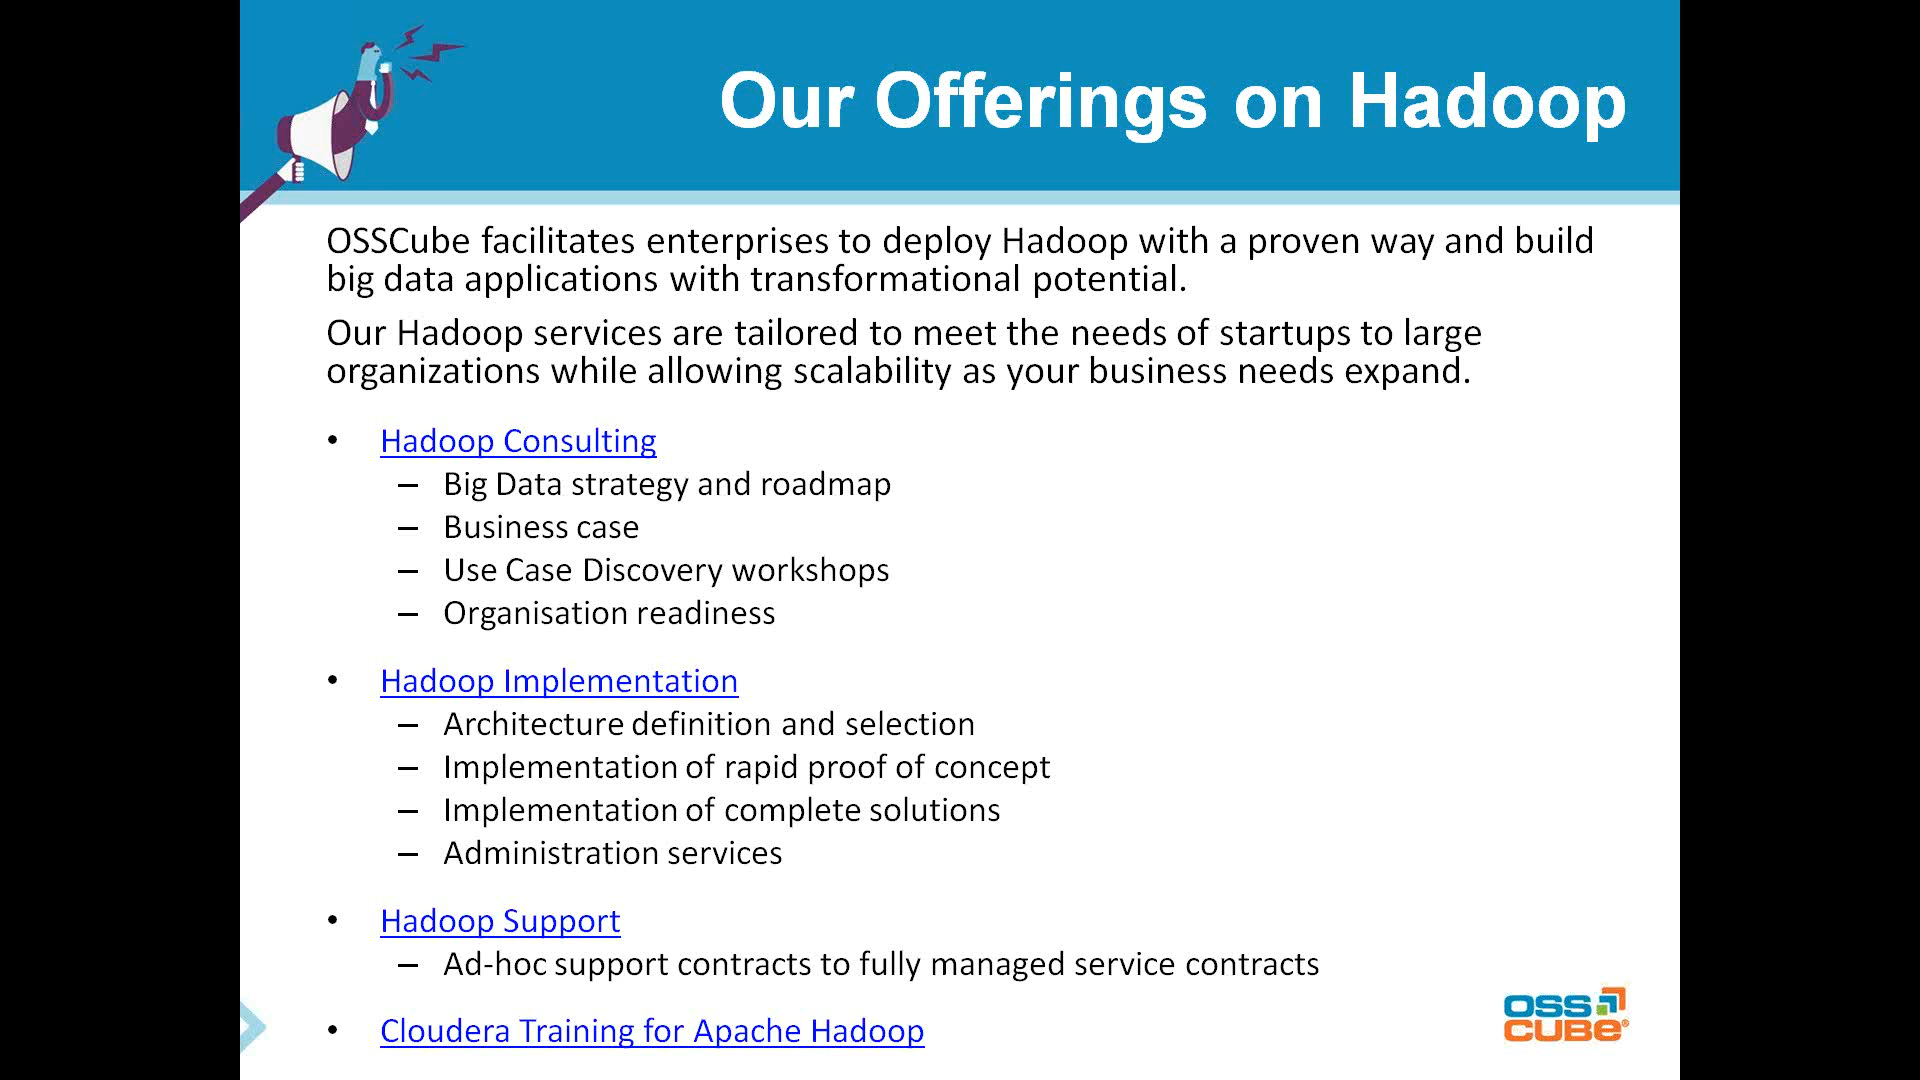 Our Offerings on Hadoop
OSSCube facilitates enterprises to deploy Hadoop with a proven way and build
big data applications with transformational potential.
Our Hadoop services are tailored to meet the needs of startups to large
organizations while allowing scalability as your business needs expand.
• Hadoop Consulting
– Big Data strategy and roadmap
– Business case
– Use Case Discovery workshops
– Organisation readiness
• Hadoop Implementation
– Architecture definition and selection
– Implementation of rapid proof of concept
– Implementation of complete solutions
– Administration services
• Hadoop Support
– Ad-hoc support contracts to fully managed service contracts
• Cloudera Training for Apache Hadoop
OSS
CUBE®